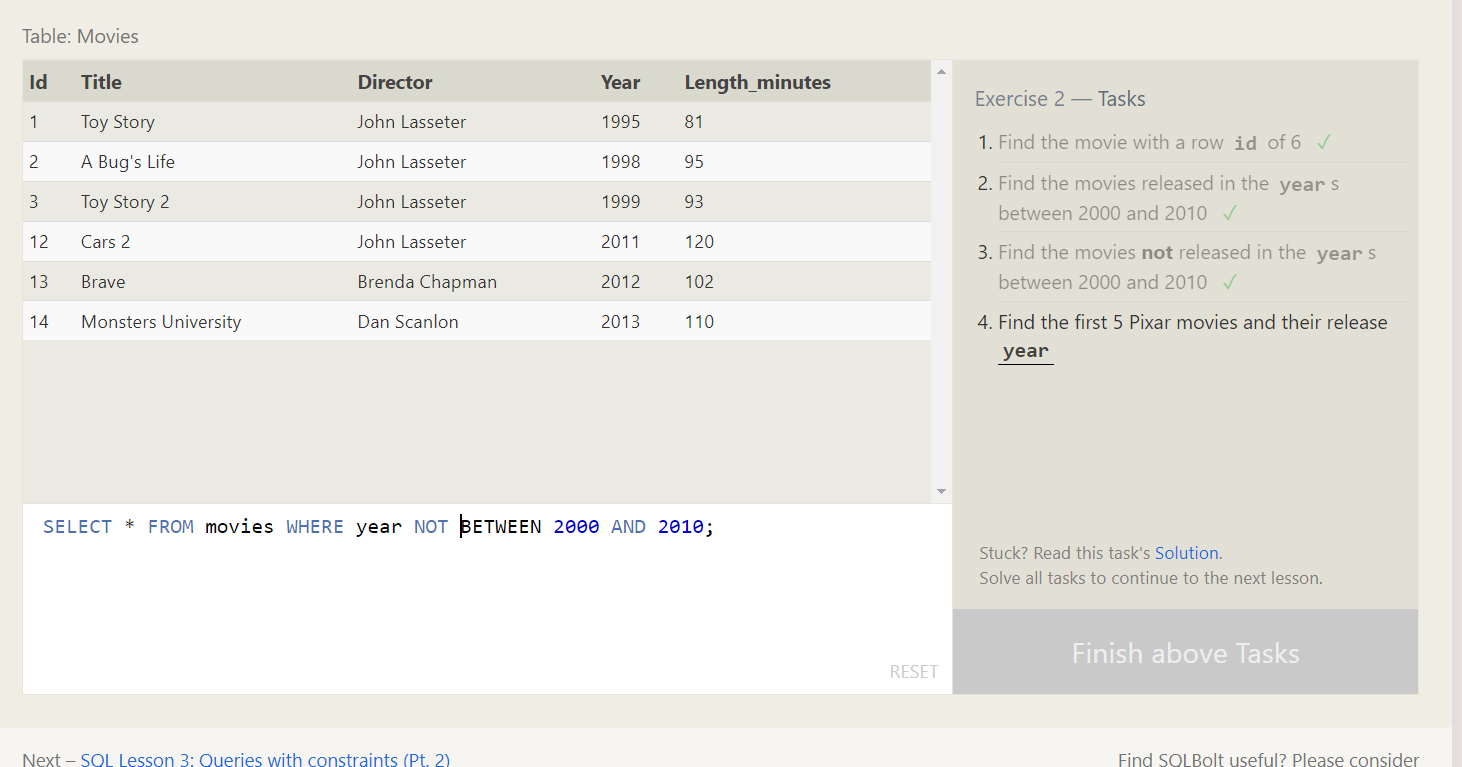 Table: Movies
Id Title Director Year Length_minutes
1 Toy Story John Lasseter 1995 81
2 A Bug's Life John Lasseter 1998 95
3 Toy Story 2 John Lasseter 1999 93
12 Cars 2 John Lasseter 2011 120
13 Brave Brenda Chapman 2012 102
14 Monsters University Dan Scanlon 2013 110
SELECT * FROM movies WHERE year NOT BETWEEN 2000 AND 2010;
RESET
Exercise 2 — Tasks
1. Find the movie with a row id of 6 ✓
2. Find the movies released in the year s
between 2000 and 2010 ✓
3. Find the movies not released in the year s
between 2000 and 2010 ✓
4. Find the first 5 Pixar movies and their release
year
Stuck? Read this task's Solution.
Solve all tasks to continue to the next lesson.
Finish above Tasks
Next – SQL Lesson 3: Queries with constraints (Pt. 2)
Find SQLBolt useful? Please consider